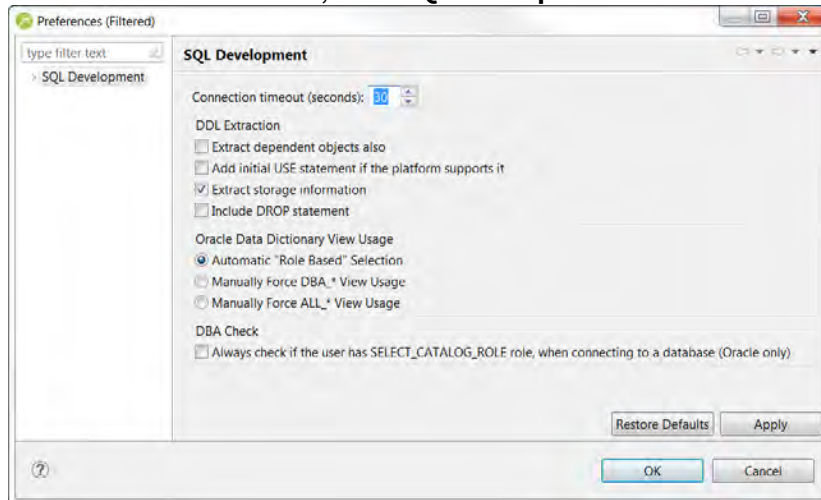 Preferences (Filtered)
type filter text
SQL Development
SQL Development
Connection timeout (seconds): 30
DDL Extraction
Extract dependent objects also
Add initial USE statement if the platform supports it
Extract storage information
Include DROP statement
Oracle Data Dictionary View Usage
Automatic "Role Based" Selection
Manually Force DBA_* View Usage
Manually Force ALL_* View Usage
DBA Check
Always check if the user has SELECT_CATALOG_ROLE role, when connecting to a database (Oracle only)
Restore Defaults
Apply
OK
Cancel